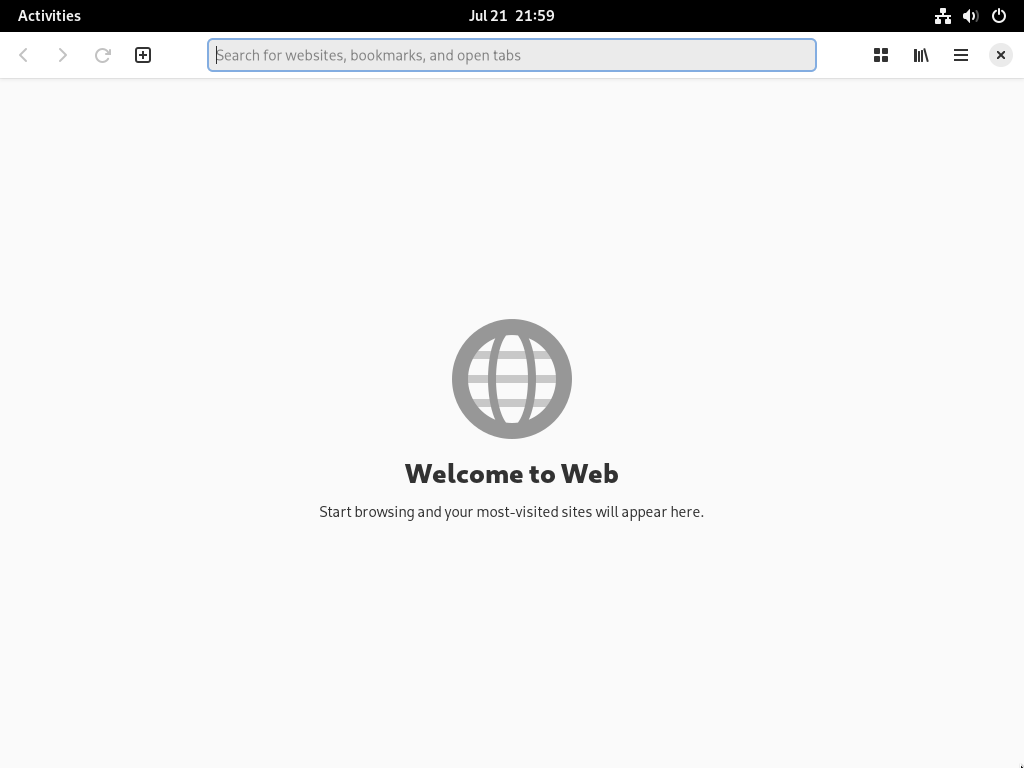 Activities
Jul 21 21:59
Search for websites, bookmarks, and open tabs
Welcome to Web
Start browsing and your most-visited sites will appear here.